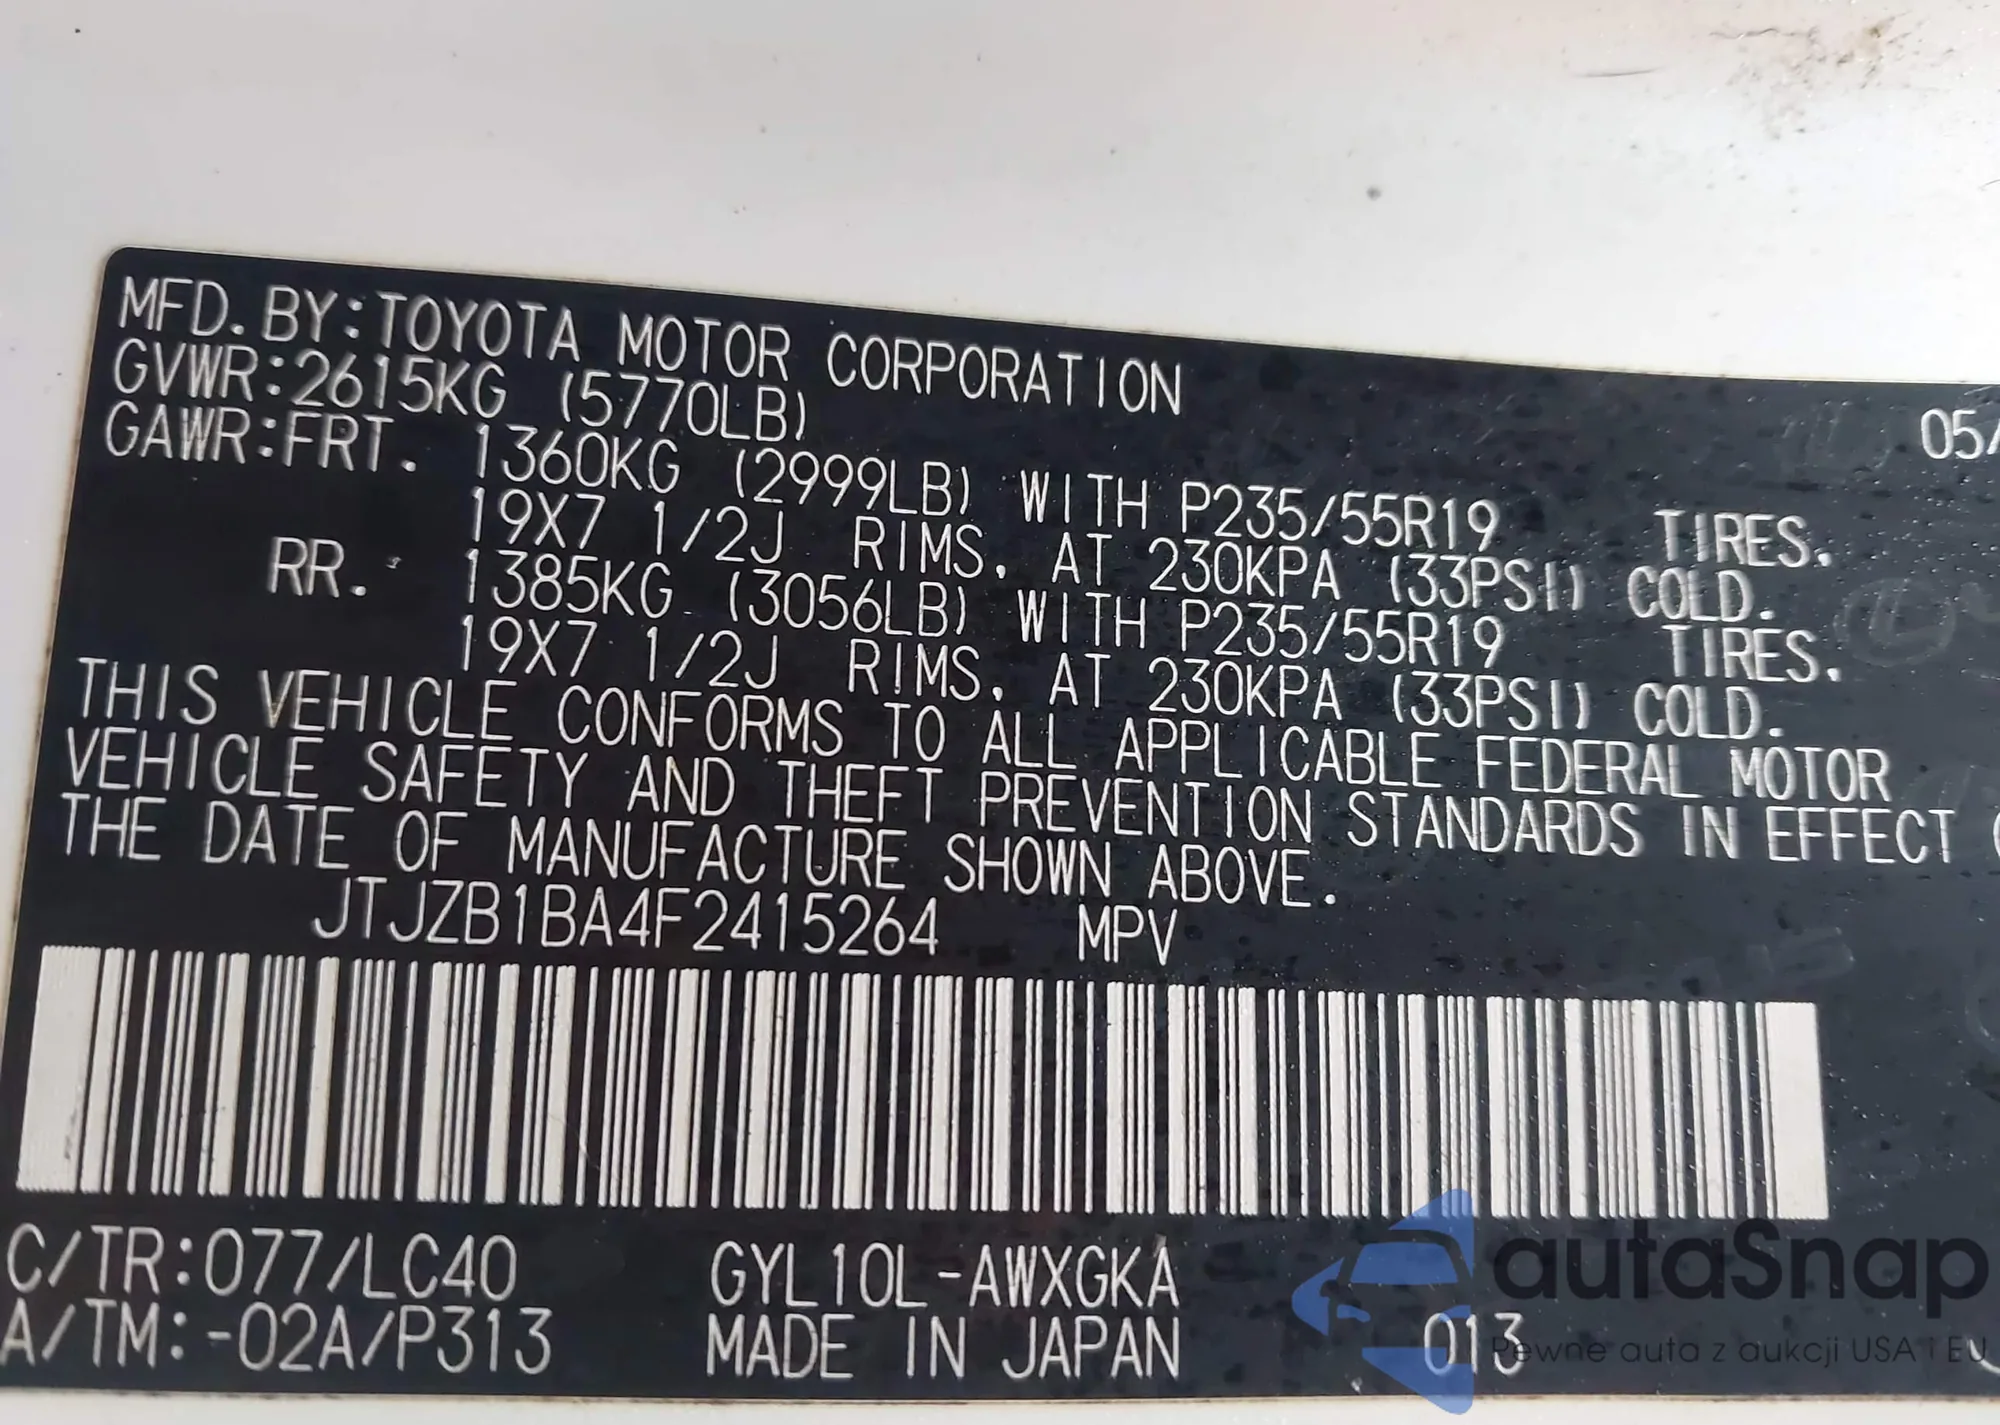 MFD. BY: TOYOTA MOTOR CORPORATION 05/
GVWR: 2615KG (5770LB)
GAWR: FRT. 1360KG (2999LB) WITH P235/55R19 TIRES.
19X7 1/2J RIMS, AT 230KPA (33PSI) COLD.
RR. 1385KG (3056LB) WITH P235/55R19 TIRES.
19X7 1/2J RIMS, AT 230KPA (33PSI) COLD.
THIS VEHICLE CONFORMS TO ALL APPLICABLE FEDERAL MOTOR
VEHICLE SAFETY AND THEFT PREVENTION STANDARDS IN EFFECT
THE DATE OF MANUFACTURE SHOWN ABOVE.
JTJZB1BA4F2415264 MPV
C/TR: 077/LC40 GYL10L-AWXGKA
A/TM: -02A/P313 MADE IN JAPAN 013
autaSnap
Pewne auta z aukcji USA i EU